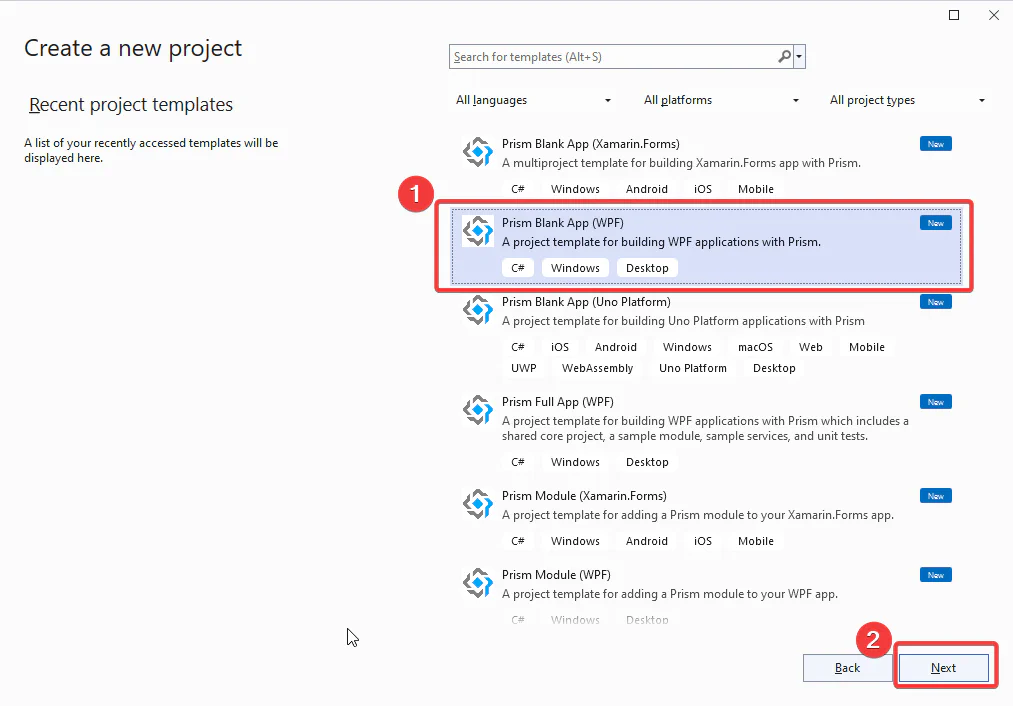 Create a new project
Search for templates (Alt+S)
Recent project templates
All languages
All platforms
All project types
A list of your recently accessed templates will be
displayed here.
Prism Blank App (Xamarin.Forms)
New
A multiproject template for building Xamarin.Forms app with Prism.
C# Windows Android iOS Mobile
1
Prism Blank App (WPF)
New
A project template for building WPF applications with Prism.
C# Windows Desktop
Prism Blank App (Uno Platform)
New
A project template for building Uno Platform applications with Prism
C# iOS Android Windows macOS Web Mobile
UWP WebAssembly Uno Platform Desktop
Prism Full App (WPF)
New
A project template for building WPF applications with Prism which includes a
shared core project, a sample module, sample services, and unit tests.
C# Windows Desktop
Prism Module (Xamarin.Forms)
New
A project template for adding a Prism module to your Xamarin.Forms app.
C# Windows Android iOS Mobile
Prism Module (WPF)
New
A project template for adding a Prism module to your WPF app.
C# Windows Desktop
2
Back
Next